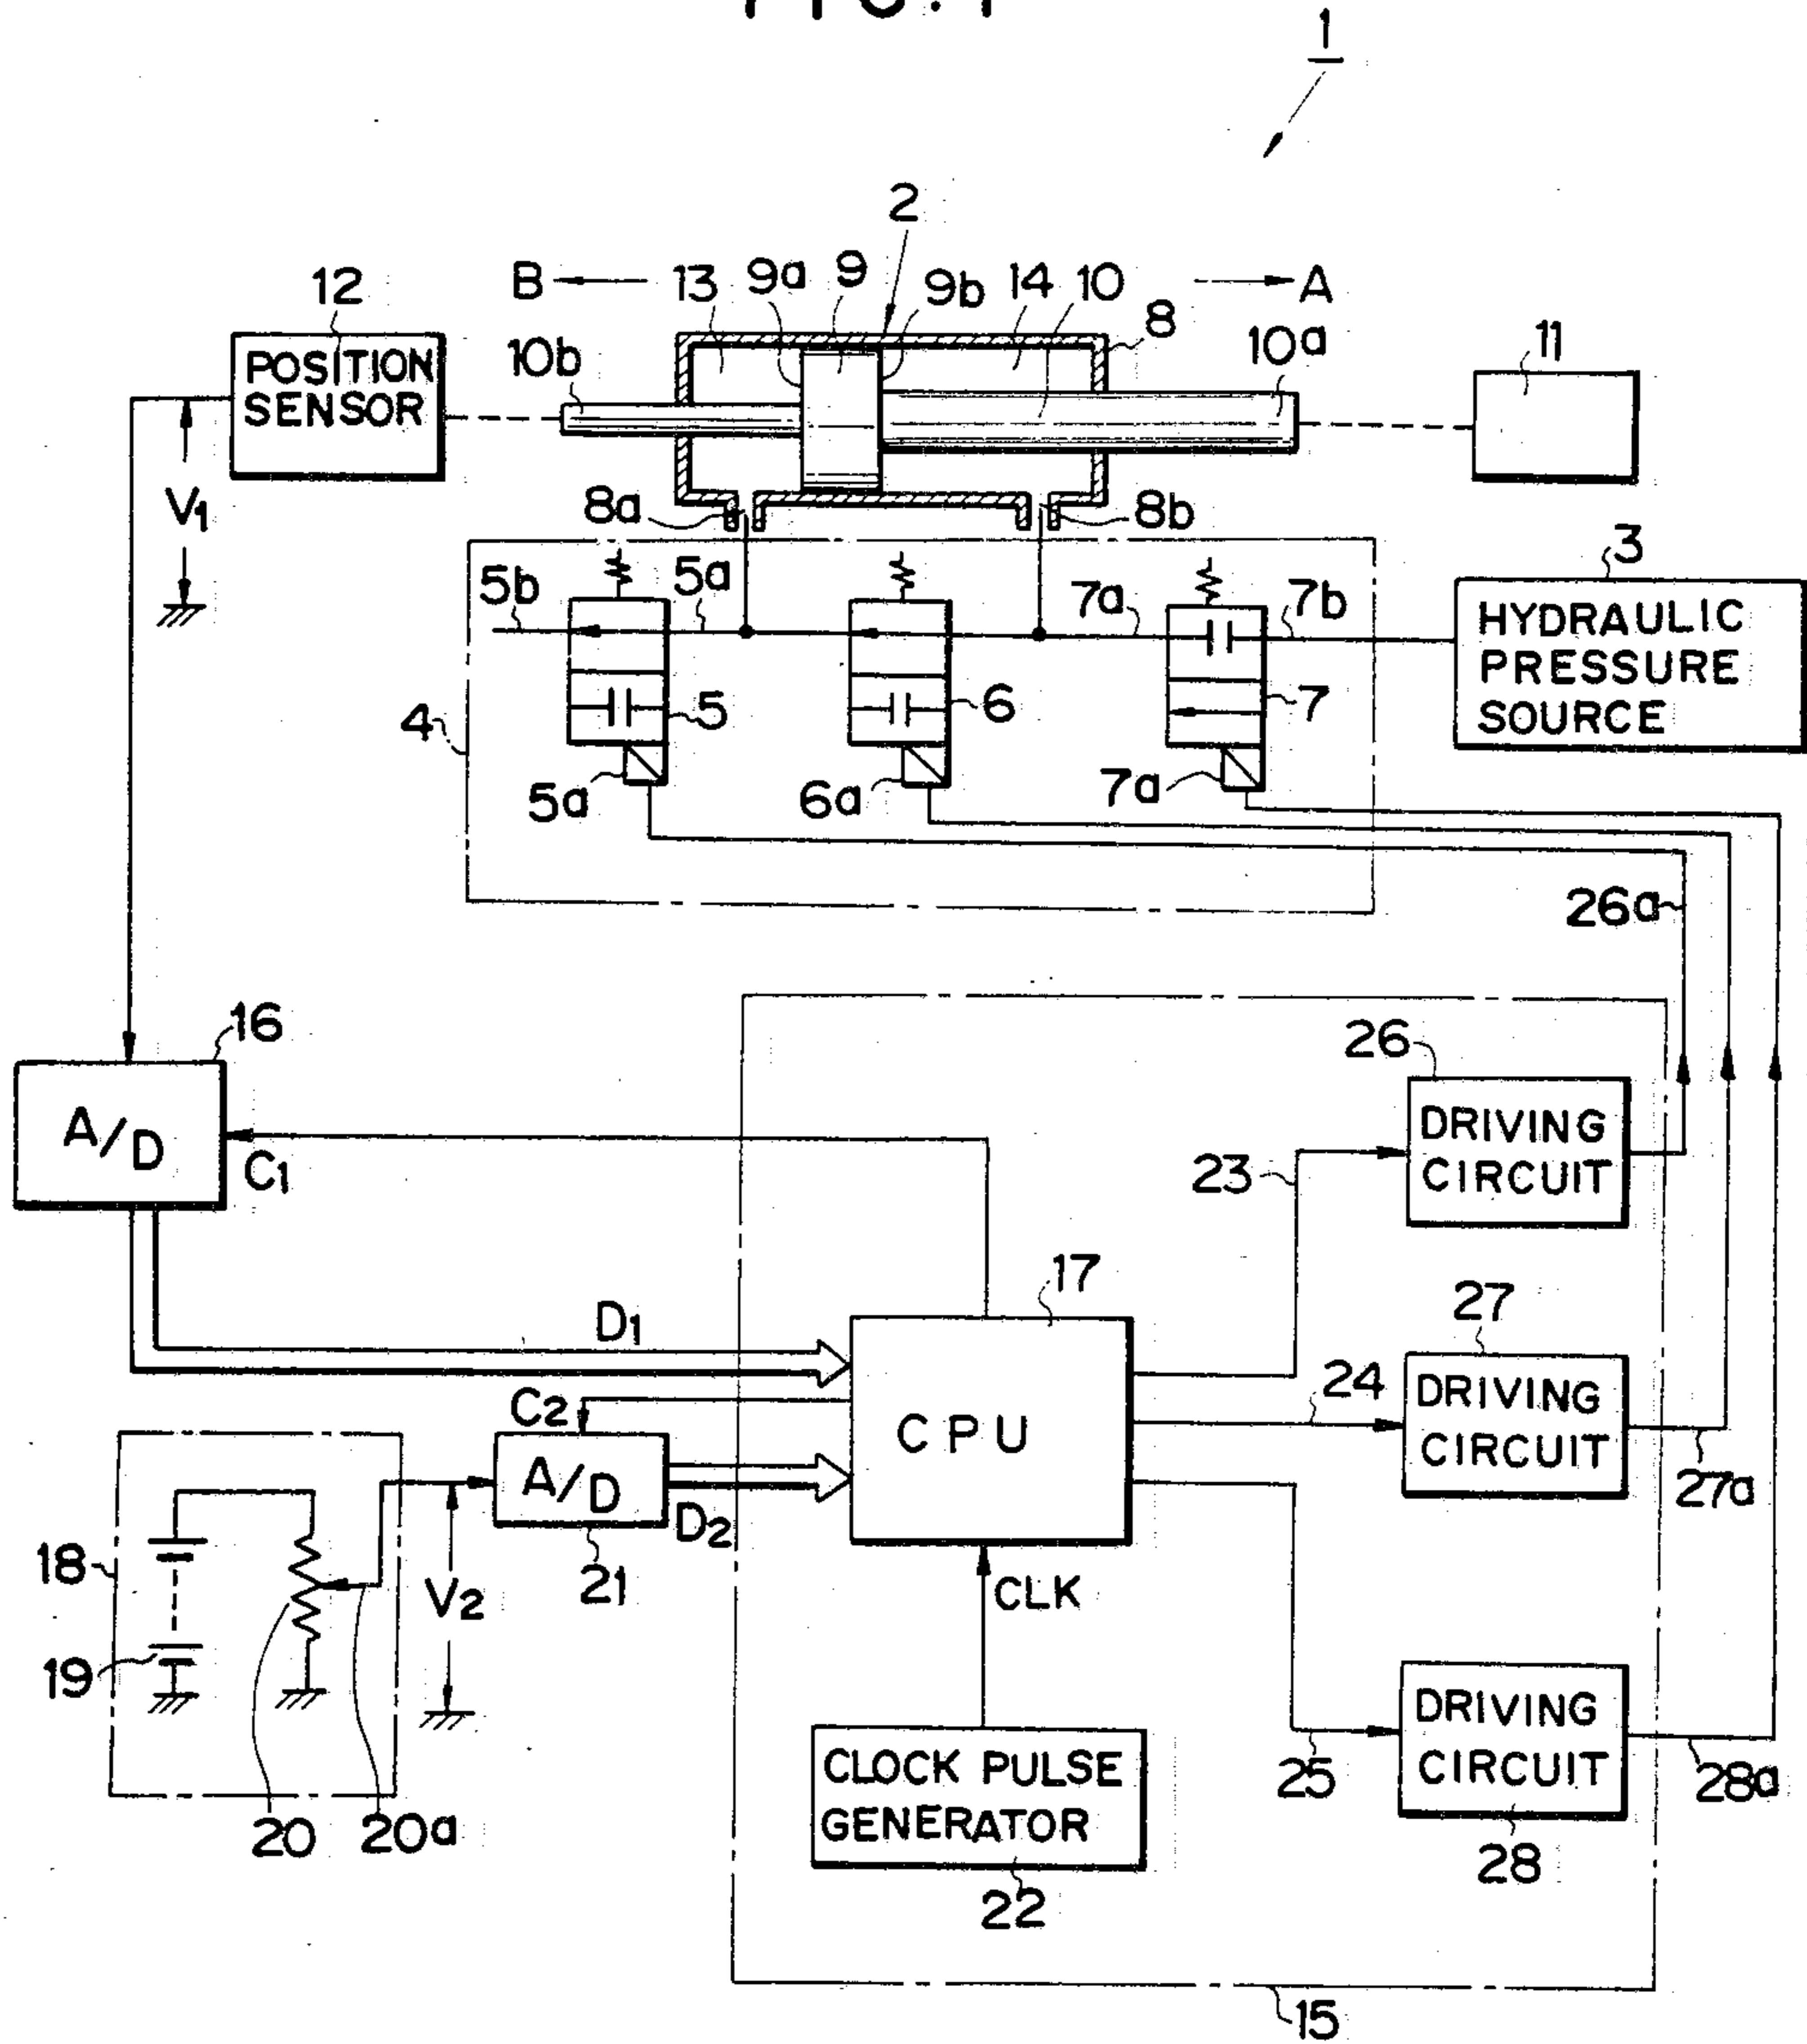 FIG. 1
1
2
12
B
13
9a
9
9b
14
10
A
8
10a
10b
11
POSITION
SENSOR
V1
8a
8b
3
5b
5a
7a
7b
HYDRAULIC
PRESSURE
SOURCE
4
5
6
7
5a
6a
7a
26a
16
A/D
C1
26
DRIVING
CIRCUIT
23
17
D1
27
24
DRIVING
CIRCUIT
27a
C2
CPU
A/D
D2
21
18
V2
19
CLK
20
20a
CLOCK PULSE
GENERATOR
22
25
DRIVING
CIRCUIT
28a
28
15